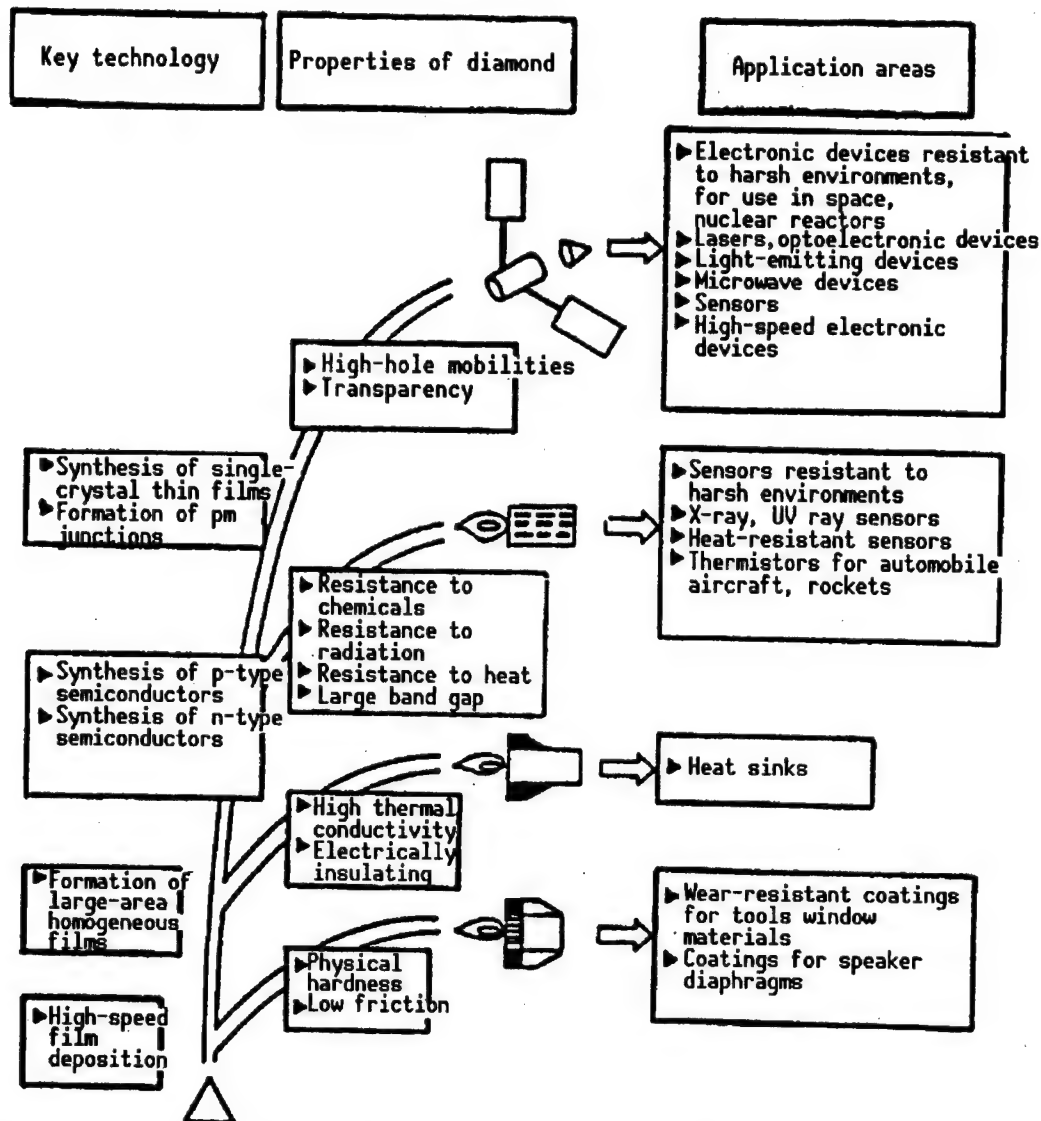 Key technology
Properties of diamond
Application areas
▶Electronic devices resistant
to harsh environments,
for use in space,
nuclear reactors
▶Lasers,optoelectronic devices
▶Light-emitting devices
▶Microwave devices
▶Sensors
▶High-speed electronic
devices
▶High-hole mobilities
▶Transparency
▶Synthesis of single-
crystal thin films
▶Formation of pm
junctions
▶Sensors resistant to
harsh environments
▶X-ray, UV ray sensors
▶Heat-resistant sensors
▶Thermistors for automobile
aircraft, rockets
▶Resistance to
chemicals
▶Resistance to
radiation
▶Resistance to heat
▶Large band gap
▶Synthesis of p-type
semiconductors
▶Synthesis of n-type
semiconductors
▶Heat sinks
▶High thermal
conductivity
▶Electrically
insulating
▶Formation of
large-area
homogeneous
films
▶Wear-resistant coatings
for tools window
materials
▶Coatings for speaker
diaphragms
▶Physical
hardness
▶Low friction
▶High-speed
film
deposition